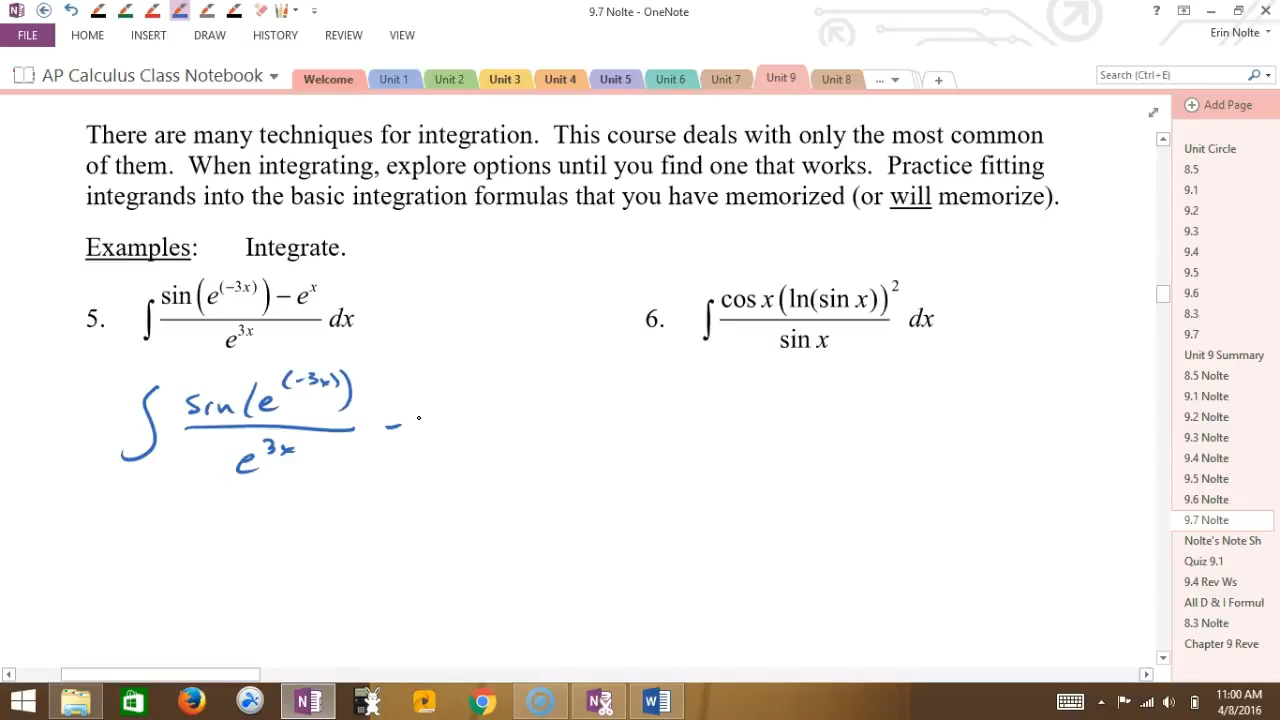 9.7 Nolte - OneNote
?
FILE HOME INSERT DRAW HISTORY REVIEW VIEW
Erin Nolte
AP Calculus Class Notebook
Welcome Unit 1 Unit 2 Unit 3 Unit 4 Unit 5 Unit 6 Unit 7 Unit 9 Unit 8 ... +
Search (Ctrl+E)
There are many techniques for integration. This course deals with only the most common
of them. When integrating, explore options until you find one that works. Practice fitting
integrands into the basic integration formulas that you have memorized (or will memorize).
Examples: Integrate.
5. ∫ (sin(e^(−3x)) − e^x) / e^(3x) dx
6. ∫ (cos x (ln(sin x))^2) / sin x dx
∫ sin(e^(-3x)) / e^3x -
Add Page
Unit Circle
8.5
9.1
9.2
9.3
9.4
9.5
9.6
8.3
9.7
Unit 9 Summary
8.5 Nolte
9.1 Nolte
9.2 Nolte
9.3 Nolte
9.4 Nolte
9.5 Nolte
9.6 Nolte
9.7 Nolte
Nolte's Note Sh
Quiz 9.1
9.4 Rev Ws
All D & I Formul
8.3 Nolte
Chapter 9 Reve
11:00 AM
4/8/2016